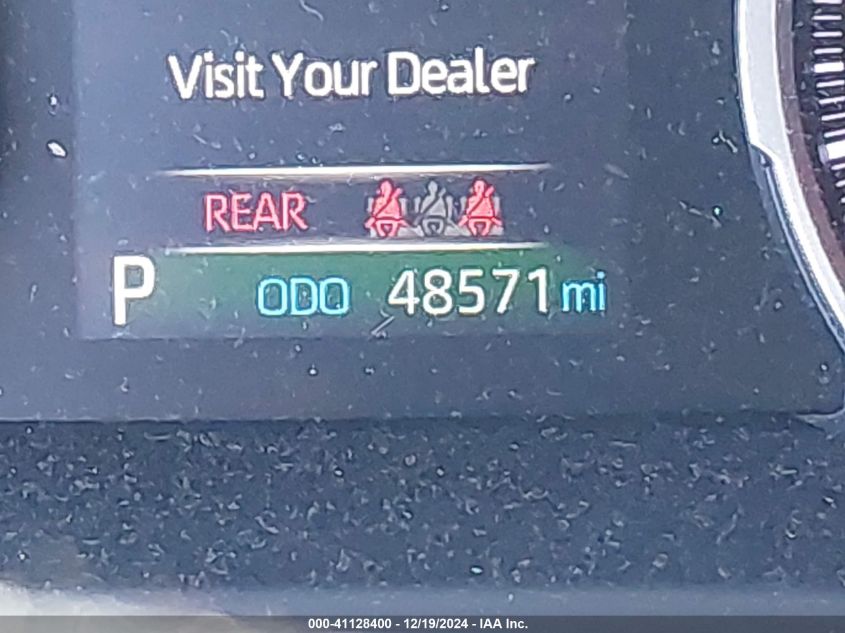 Visit Your Dealer
REAR
P ODO 48571 mi
000-41128400 - 12/19/2024 - IAA Inc.